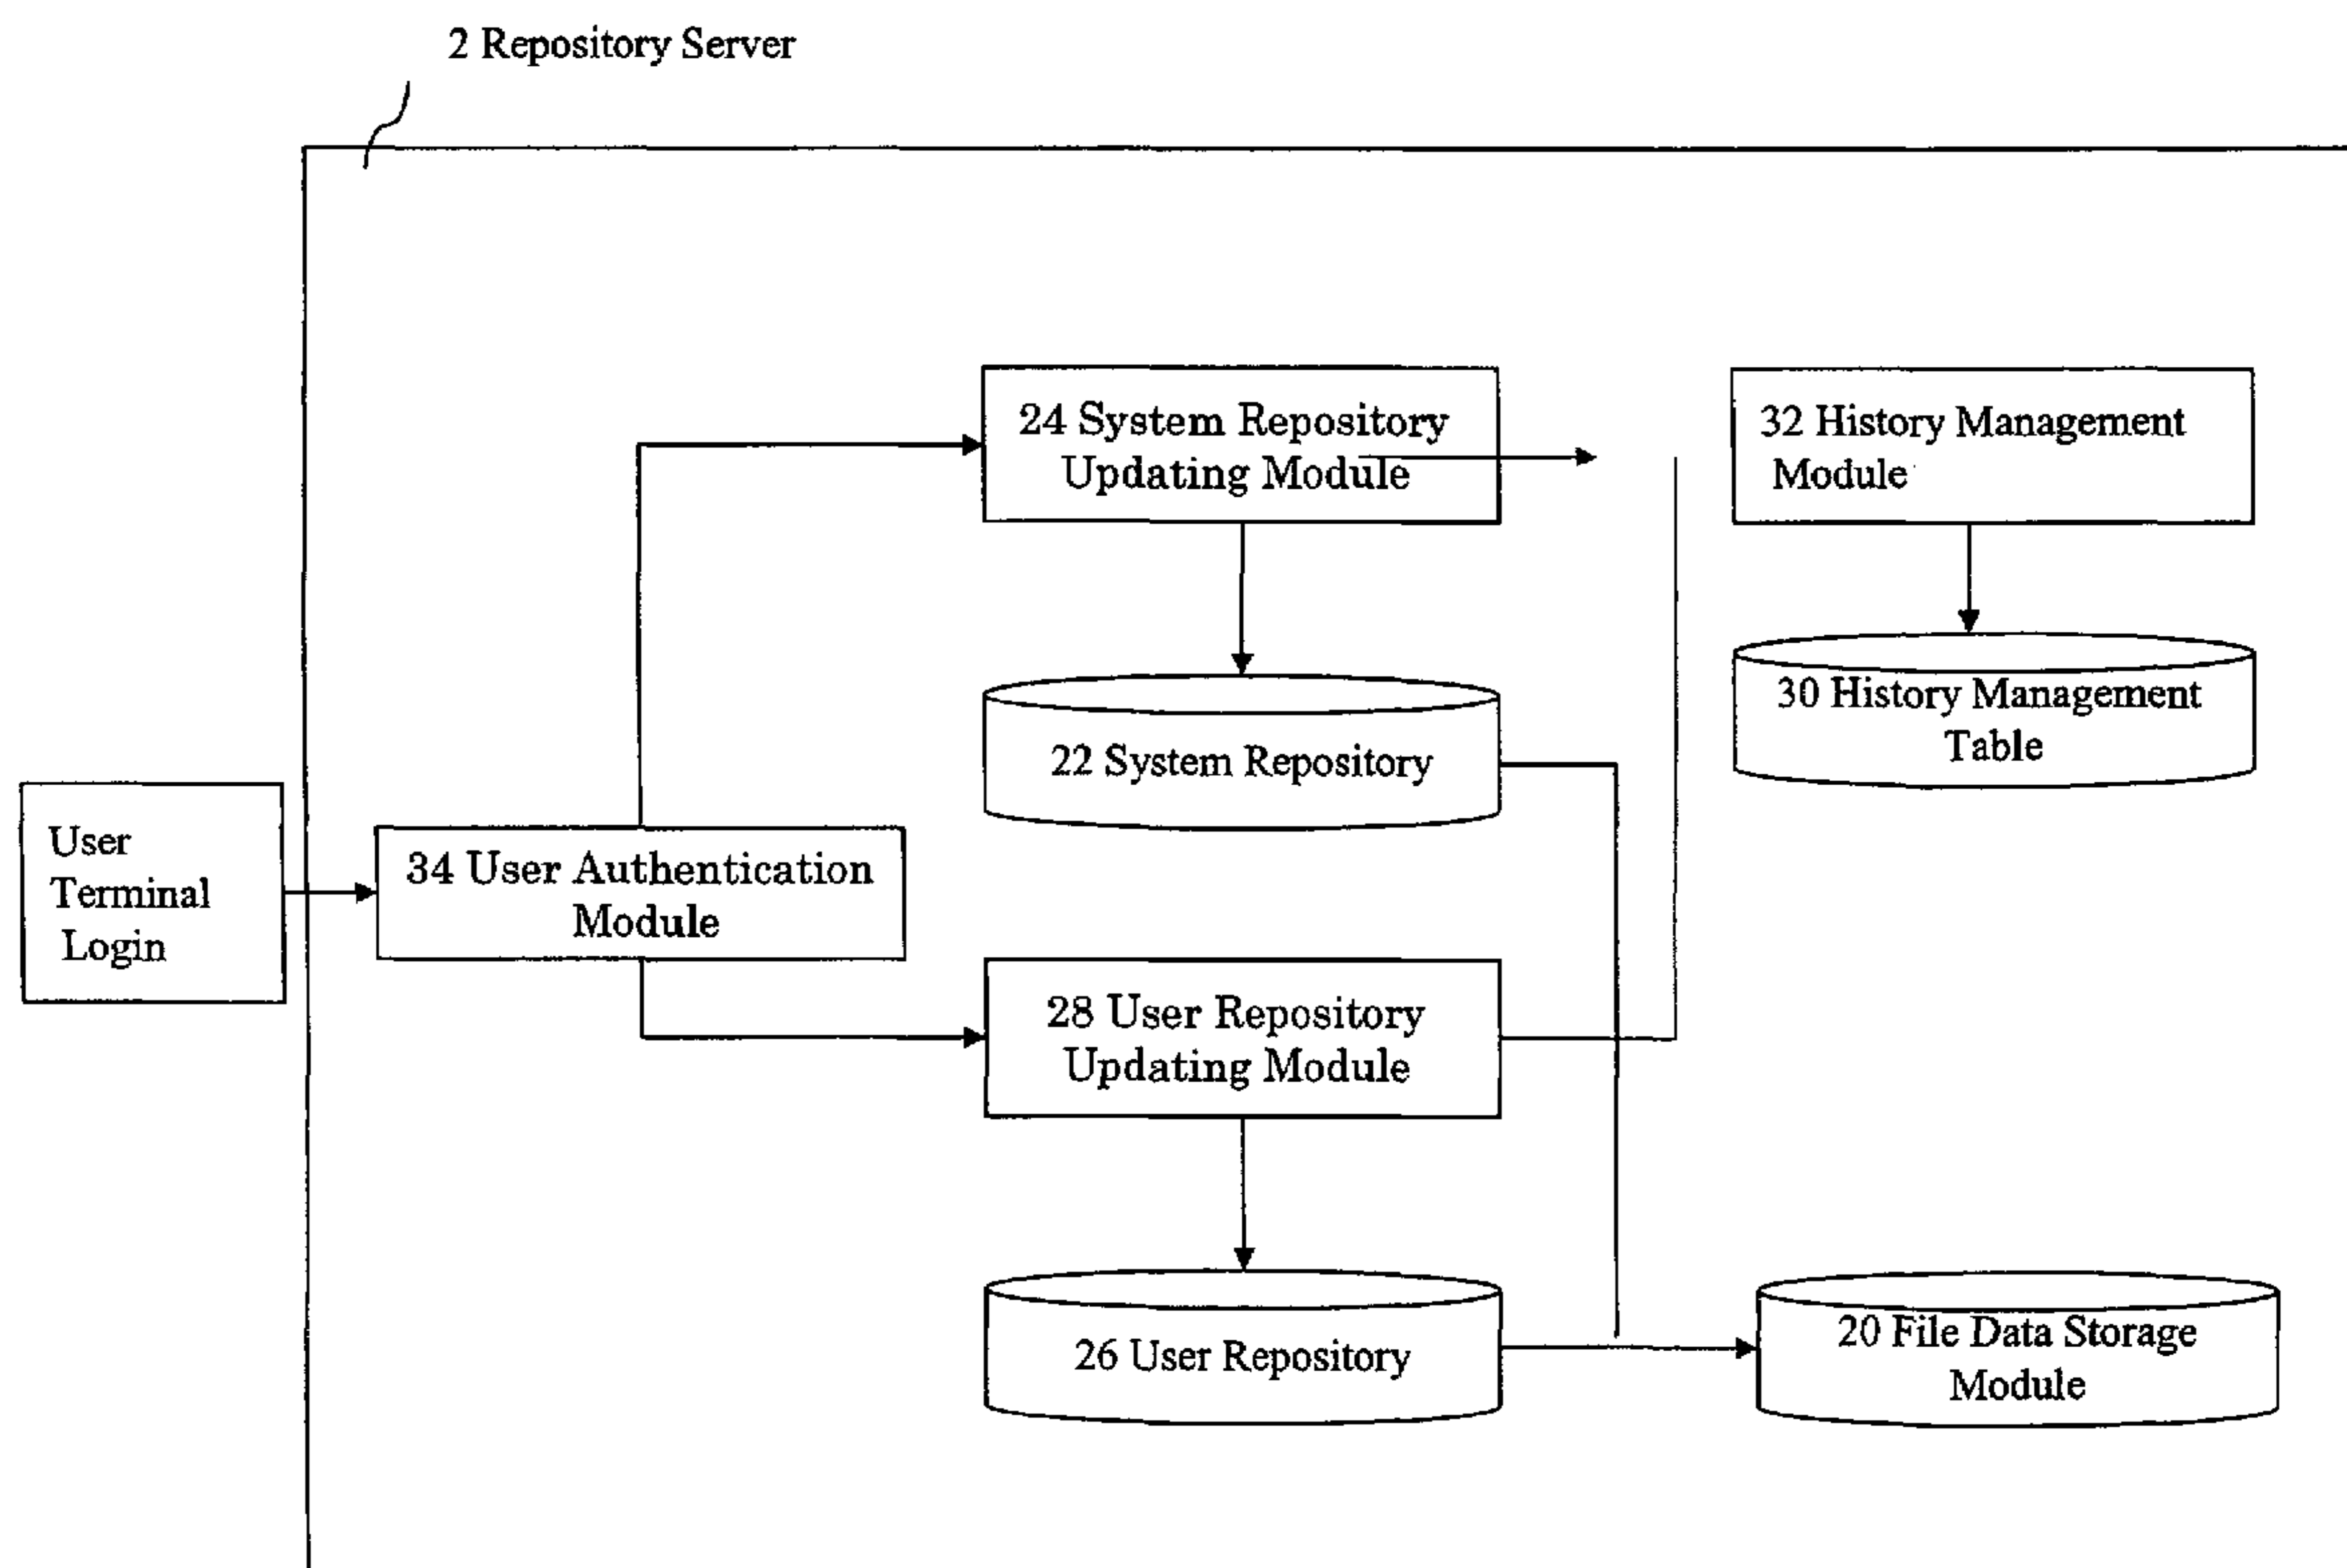 2 Repository Server
24 System Repository
Updating Module
32 History Management
Module
30 History Management
Table
22 System Repository
User
Terminal
Login
34 User Authentication
Module
28 User Repository
Updating Module
26 User Repository
20 File Data Storage
Module